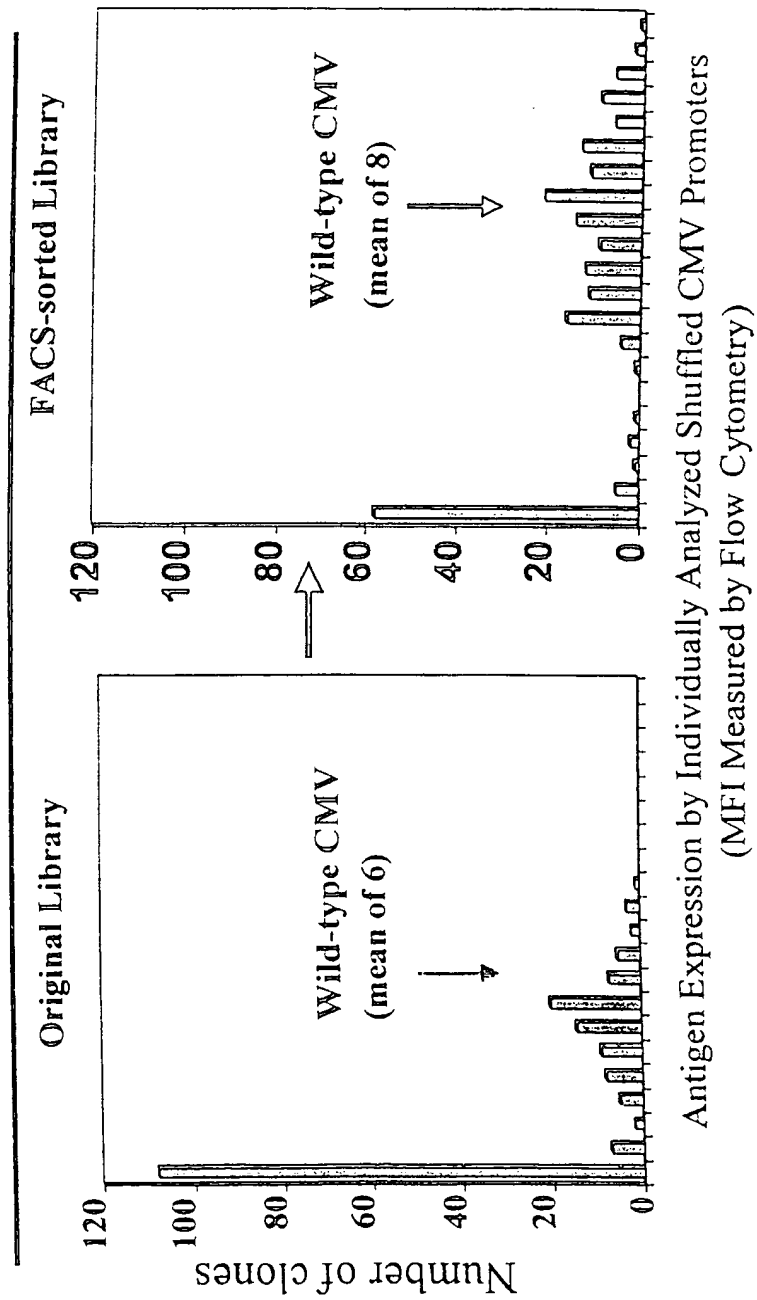 Original Library
FACS-sorted Library
Number of clones
120
100
80
60
40
20
0
Wild-type CMV
(mean of 6)
120
100
80
60
40
20
0
Wild-type CMV
(mean of 8)
Antigen Expression by Individually Analyzed Shuffled CMV Promoters
(MFI Measured by Flow Cytometry)